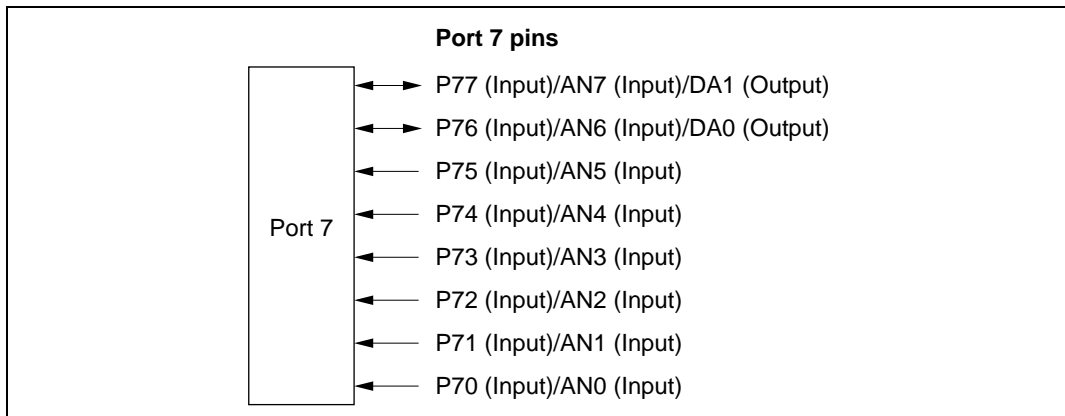 Port 7 pins
P77 (Input)/AN7 (Input)/DA1 (Output)
P76 (Input)/AN6 (Input)/DA0 (Output)
P75 (Input)/AN5 (Input)
P74 (Input)/AN4 (Input)
Port 7
P73 (Input)/AN3 (Input)
P72 (Input)/AN2 (Input)
P71 (Input)/AN1 (Input)
P70 (Input)/AN0 (Input)